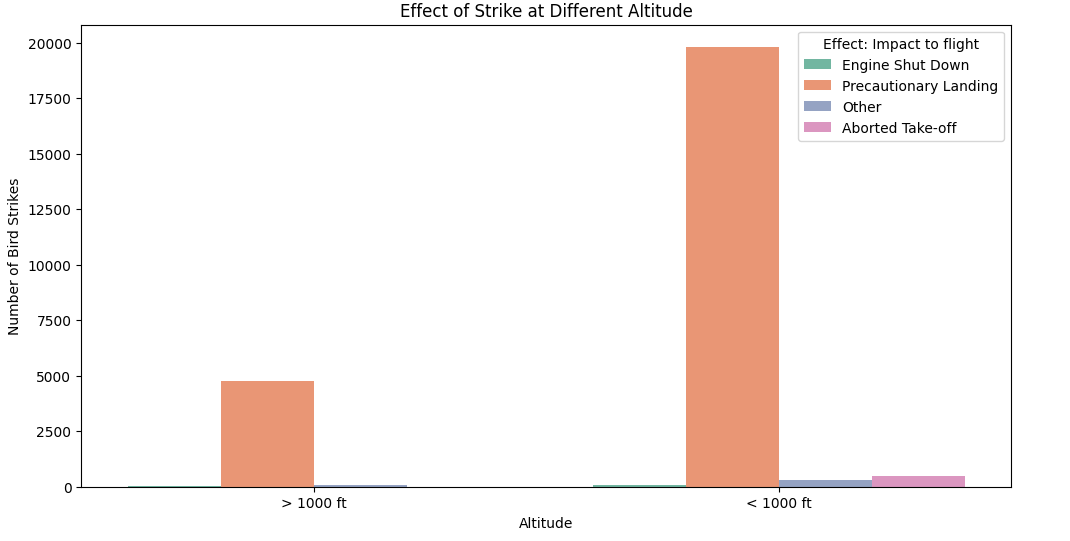 Effect of Strike at Different Altitude
Number of Bird Strikes
20000
17500
15000
12500
10000
7500
5000
2500
0
Effect: Impact to flight
Engine Shut Down
Precautionary Landing
Other
Aborted Take-off
> 1000 ft
< 1000 ft
Altitude